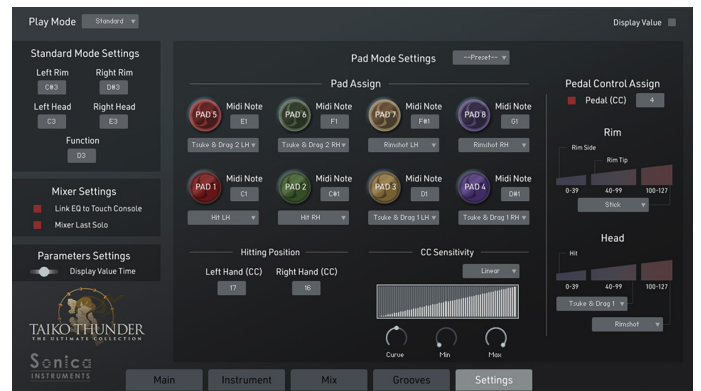 Play Mode Standard Display Value
Standard Mode Settings
Left Rim Right Rim
C#3 D#3
Left Head Right Head
C3 E3
Function
D3
Mixer Settings
Link EQ to Touch Console
Mixer Last Solo
Parameters Settings
Display Value Time
TAIKO THUNDER
THE ULTIMATE COLLECTION
Sonica
INSTRUMENTS
Pad Mode Settings --Preset--
Pad Assign
PAD 5 Midi Note E1
Tsuke & Drag 2 LH
PAD 6 Midi Note F1
Tsuke & Drag 2 RH
PAD 7 Midi Note F#1
Rimshot LH
PAD 8 Midi Note G1
Rimshot RH
PAD 1 Midi Note C1
Hit LH
PAD 2 Midi Note C#1
Hit RH
PAD 3 Midi Note D1
Tsuke & Drag 1 LH
PAD 4 Midi Note D#1
Tsuke & Drag 1 RH
Hitting Position
Left Hand (CC) Right Hand (CC)
17 16
CC Sensitivity
Linear
Curve Min Max
Pedal Control Assign
Pedal (CC) 4
Rim
Rim Side
Rim Tip
0-39 40-99 100-127
Stick
Head
Hit
0-39 40-99 100-127
Tsuke & Drag 1
Rimshot
Main Instrument Mix Grooves Settings